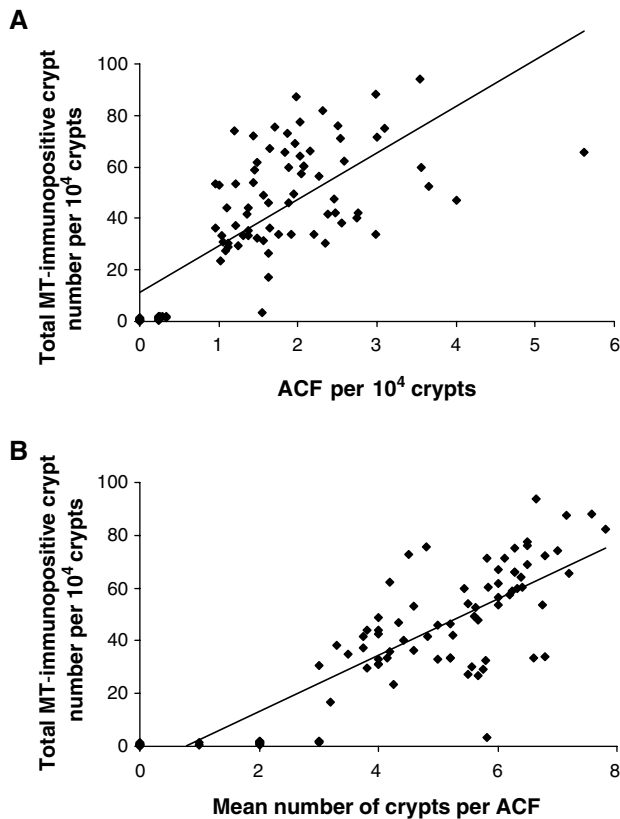 A
Total MT-immunopositive crypt
number per 10⁴ crypts
100
80
60
40
20
0
0 1 2 3 4 5 6
ACF per 10⁴ crypts
B
Total MT-immunopositive crypt
number per 10⁴ crypts
100
80
60
40
20
0
0 2 4 6 8
Mean number of crypts per ACF